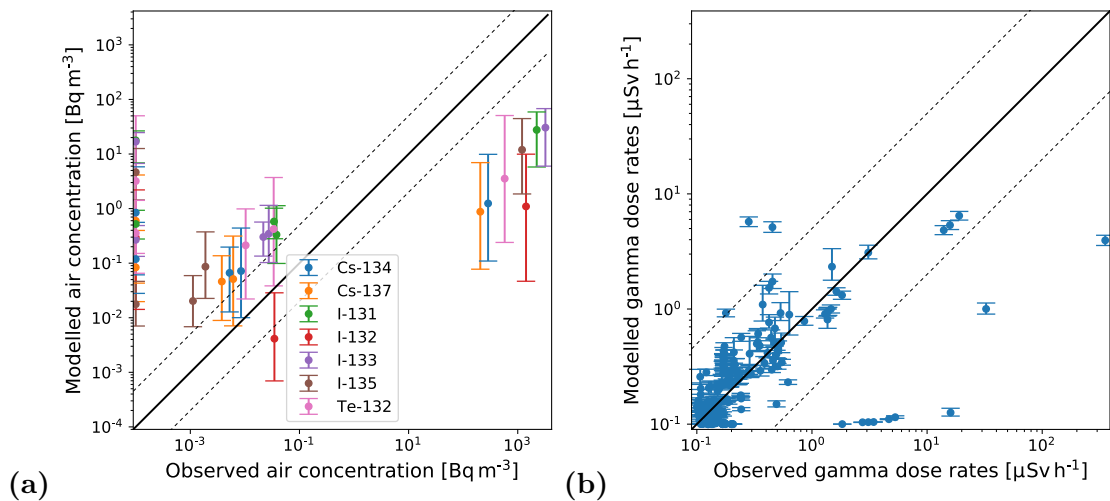 Modelled air concentration [Bq m⁻³]
10³
10²
10¹
10⁰
10⁻¹
10⁻²
10⁻³
10⁻⁴
Cs-134
Cs-137
I-131
I-132
I-133
I-135
Te-132
10⁻³ 10⁻¹ 10¹ 10³
Observed air concentration [Bq m⁻³]
(a)
Modelled gamma dose rates [µSv h⁻¹]
10²
10¹
10⁰
10⁻¹
10⁻¹ 10⁰ 10¹ 10²
Observed gamma dose rates [µSv h⁻¹]
(b)